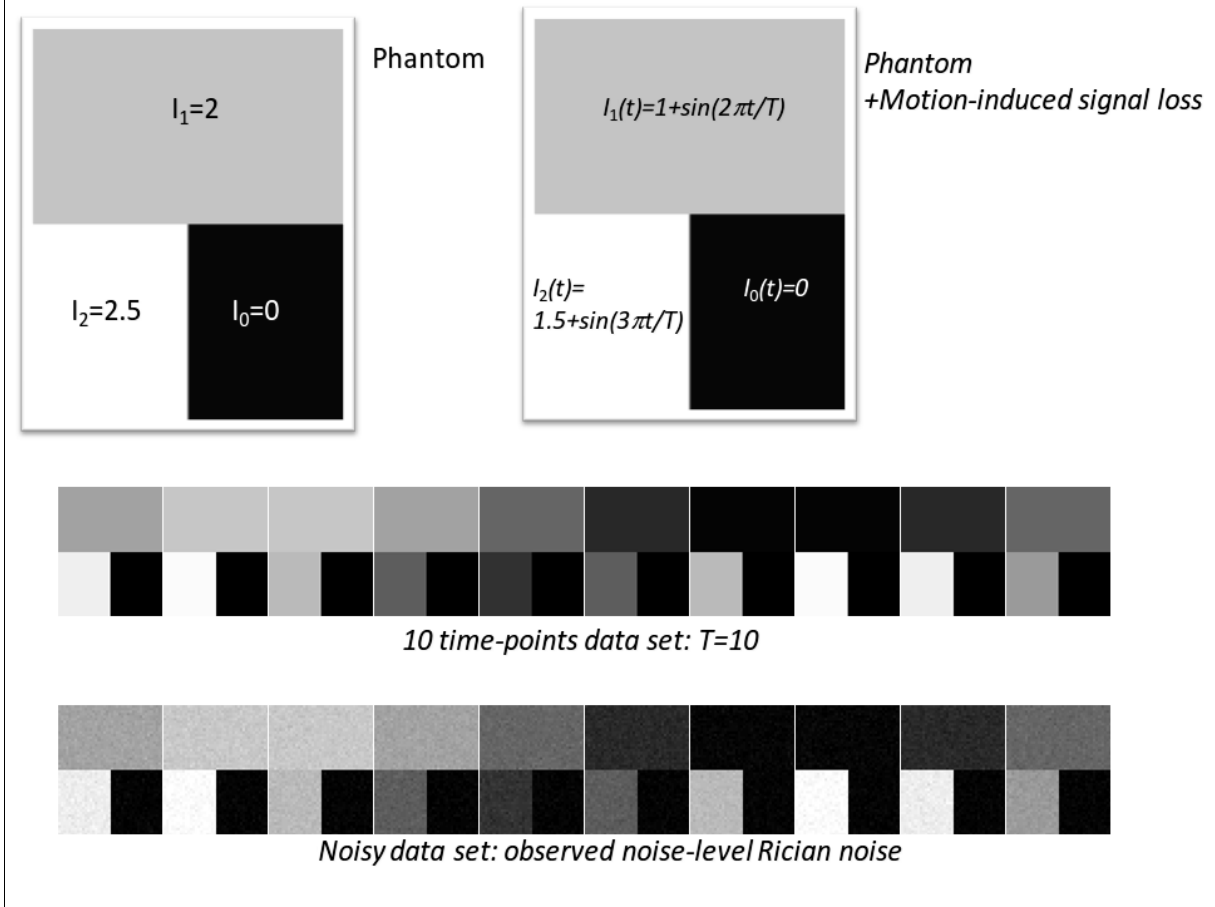 Phantom
I₁=2
I₂=2.5
I₀=0
Phantom
+Motion-induced signal loss
I₁(t)=1+sin(2πt/T)
I₂(t)=
1.5+sin(3πt/T)
I₀(t)=0
10 time-points data set: T=10
Noisy data set: observed noise-level Rician noise